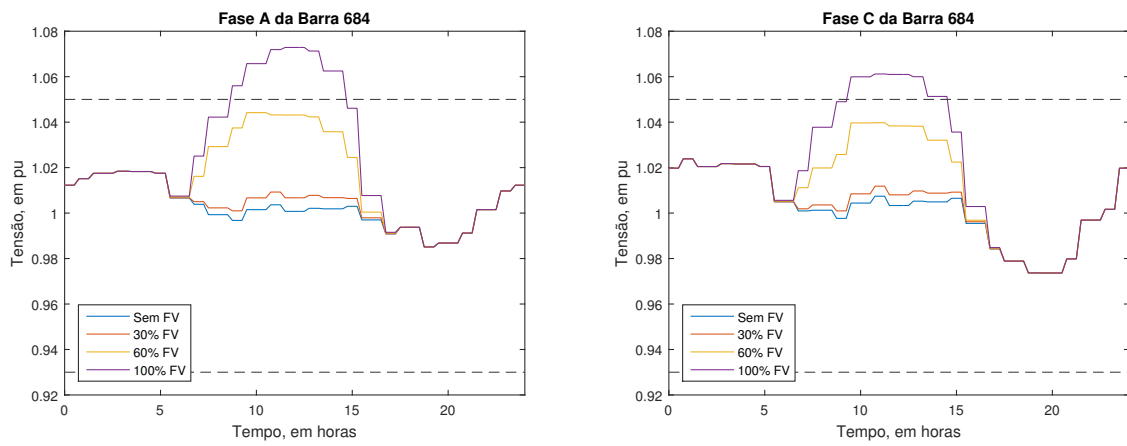 Fase A da Barra 684
1.08
1.06
1.04
1.02
1
0.98
0.96
0.94
0.92
Tensão, em pu
Sem FV
30% FV
60% FV
100% FV
0
5
10
15
20
Tempo, em horas
Fase C da Barra 684
1.08
1.06
1.04
1.02
1
0.98
0.96
0.94
0.92
Tensão, em pu
Sem FV
30% FV
60% FV
100% FV
0
5
10
15
20
Tempo, em horas